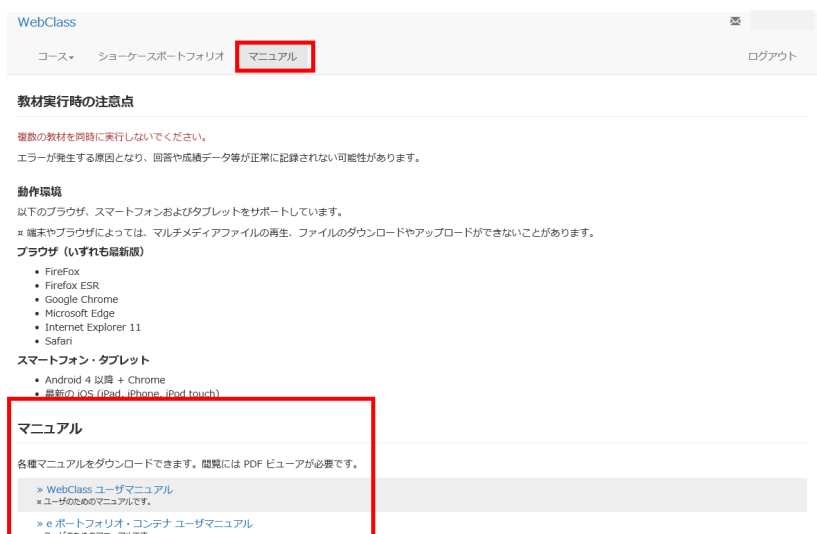 WebClass
コース ショーケースポートフォリオ マニュアル ログアウト
教材実行時の注意点
複数の教材を同時に実行しないでください。
エラーが発生する原因となり、回答や成績データ等が正常に記録されない可能性があります。
動作環境
以下のブラウザ、スマートフォンおよびタブレットをサポートしています。
¤ 端末やブラウザによっては、マルチメディアファイルの再生、ファイルのダウンロードやアップロードができないことがあります。
ブラウザ（いずれも最新版）
• FireFox
• Firefox ESR
• Google Chrome
• Microsoft Edge
• Internet Explorer 11
• Safari
スマートフォン・タブレット
• Android 4 以降 + Chrome
• 最新の iOS (iPad, iPhone, iPod touch)
マニュアル
各種マニュアルをダウンロードできます。閲覧には PDF ビューアが必要です。
» WebClass ユーザマニュアル
¤ ユーザのためのマニュアルです。
» e ポートフォリオ・コンテナ ユーザマニュアル